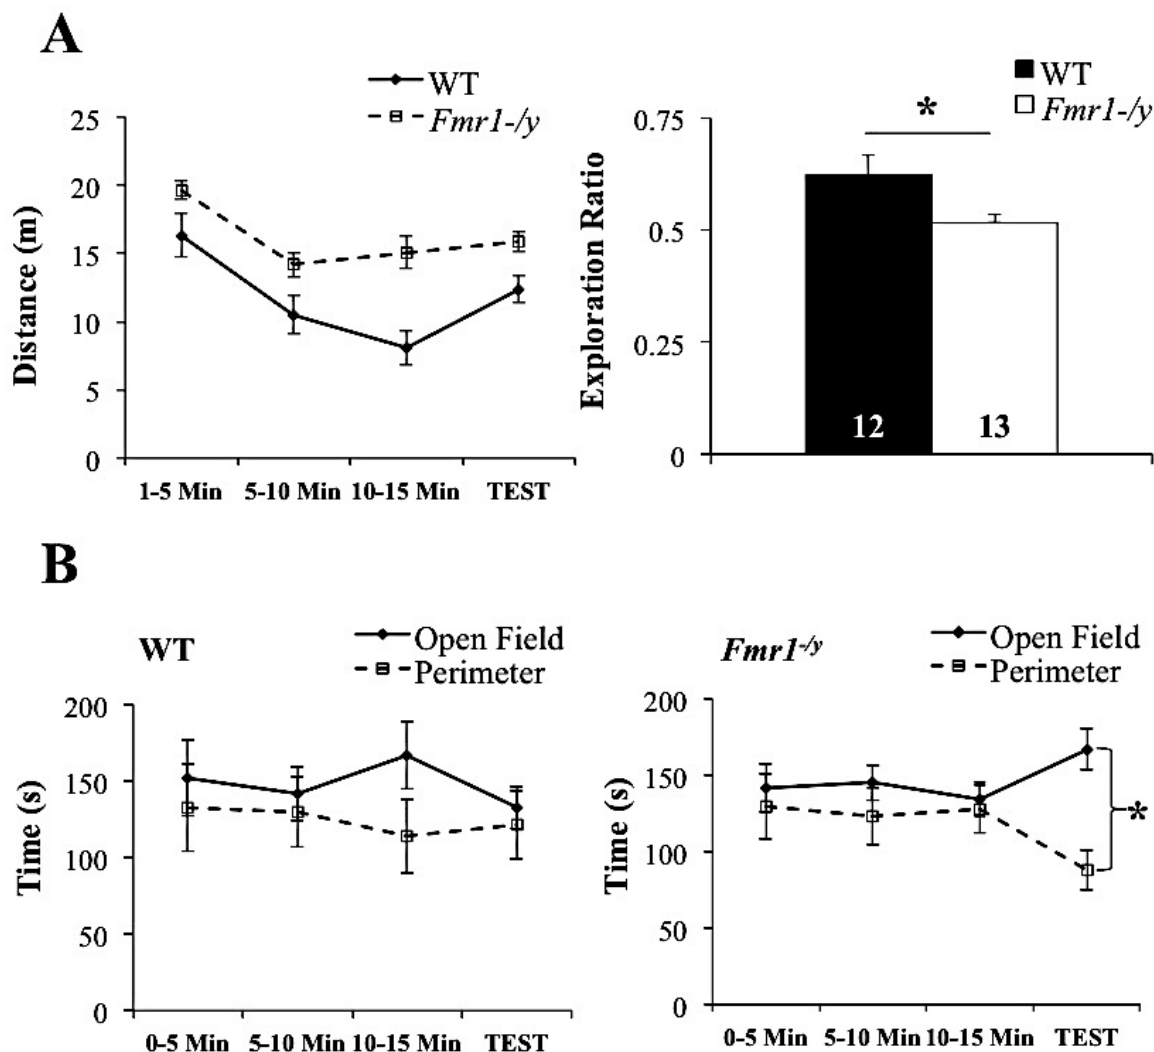 A
WT
Fmr1-/y
25
20
15
10
5
0
Distance (m)
1-5 Min 5-10 Min 10-15 Min TEST
WT
Fmr1-/y
*
0.75
0.5
0.25
0
Exploration Ratio
12 13
B
WT
Open Field
Perimeter
200
150
100
50
0
Time (s)
0-5 Min 5-10 Min 10-15 Min TEST
Fmr1-/y
Open Field
Perimeter
200
150
100
50
0
Time (s)
*
0-5 Min 5-10 Min 10-15 Min TEST